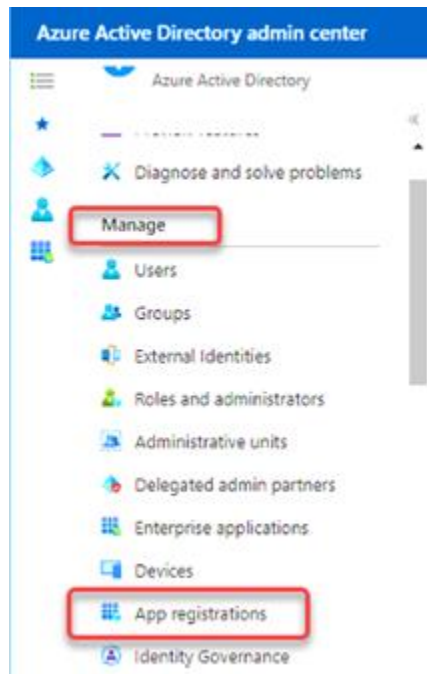 Azure Active Directory admin center
Azure Active Directory
Diagnose and solve problems
Manage
Users
Groups
External Identities
Roles and administrators
Administrative units
Delegated admin partners
Enterprise applications
Devices
App registrations
Identity Governance